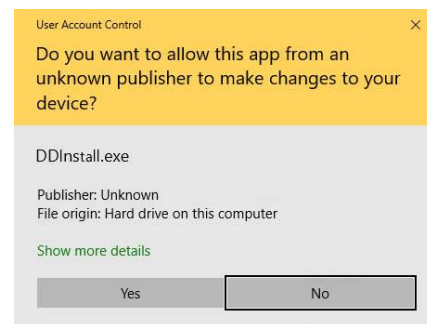 User Account Control
Do you want to allow this app from an
unknown publisher to make changes to your
device?
DDInstall.exe
Publisher: Unknown
File origin: Hard drive on this computer
Show more details
Yes
No